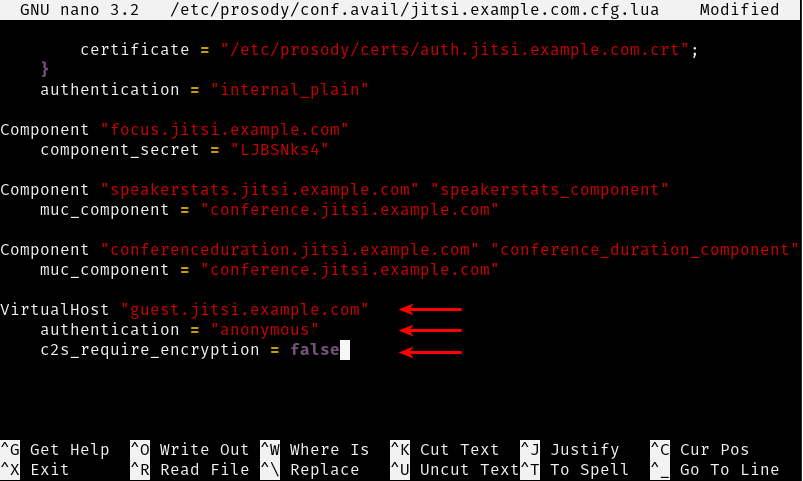 GNU nano 3.2 /etc/prosody/conf.avail/jitsi.example.com.cfg.lua Modified
certificate = "/etc/prosody/certs/auth.jitsi.example.com.crt";
}
authentication = "internal_plain"
Component "focus.jitsi.example.com"
component_secret = "LJBSNks4"
Component "speakerstats.jitsi.example.com" "speakerstats_component"
muc_component = "conference.jitsi.example.com"
Component "conferenceduration.jitsi.example.com" "conference_duration_component"
muc_component = "conference.jitsi.example.com"
VirtualHost "guest.jitsi.example.com"
authentication = "anonymous"
c2s_require_encryption = false
^G Get Help ^O Write Out ^W Where Is ^K Cut Text ^J Justify ^C Cur Pos
^X Exit ^R Read File ^\ Replace ^U Uncut Text ^T To Spell ^_ Go To Line